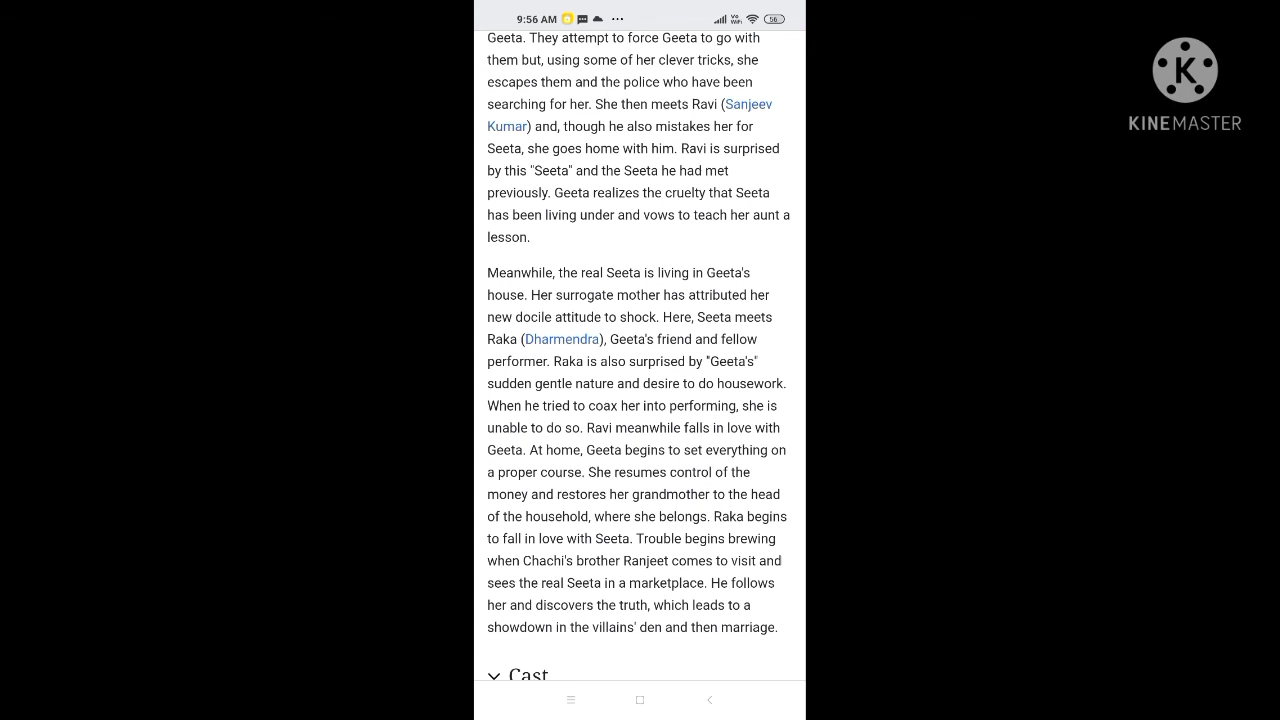 9:56 AM ...
Vo
WiFi
56
Geeta. They attempt to force Geeta to go with
them but, using some of her clever tricks, she
escapes them and the police who have been
searching for her. She then meets Ravi (Sanjeev
Kumar) and, though he also mistakes her for
Seeta, she goes home with him. Ravi is surprised
by this "Seeta" and the Seeta he had met
previously. Geeta realizes the cruelty that Seeta
has been living under and vows to teach her aunt a
lesson.
Meanwhile, the real Seeta is living in Geeta's
house. Her surrogate mother has attributed her
new docile attitude to shock. Here, Seeta meets
Raka (Dharmendra), Geeta's friend and fellow
performer. Raka is also surprised by "Geeta's"
sudden gentle nature and desire to do housework.
When he tried to coax her into performing, she is
unable to do so. Ravi meanwhile falls in love with
Geeta. At home, Geeta begins to set everything on
a proper course. She resumes control of the
money and restores her grandmother to the head
of the household, where she belongs. Raka begins
to fall in love with Seeta. Trouble begins brewing
when Chachi's brother Ranjeet comes to visit and
sees the real Seeta in a marketplace. He follows
her and discovers the truth, which leads to a
showdown in the villains' den and then marriage.
Cast
K
KINEMASTER